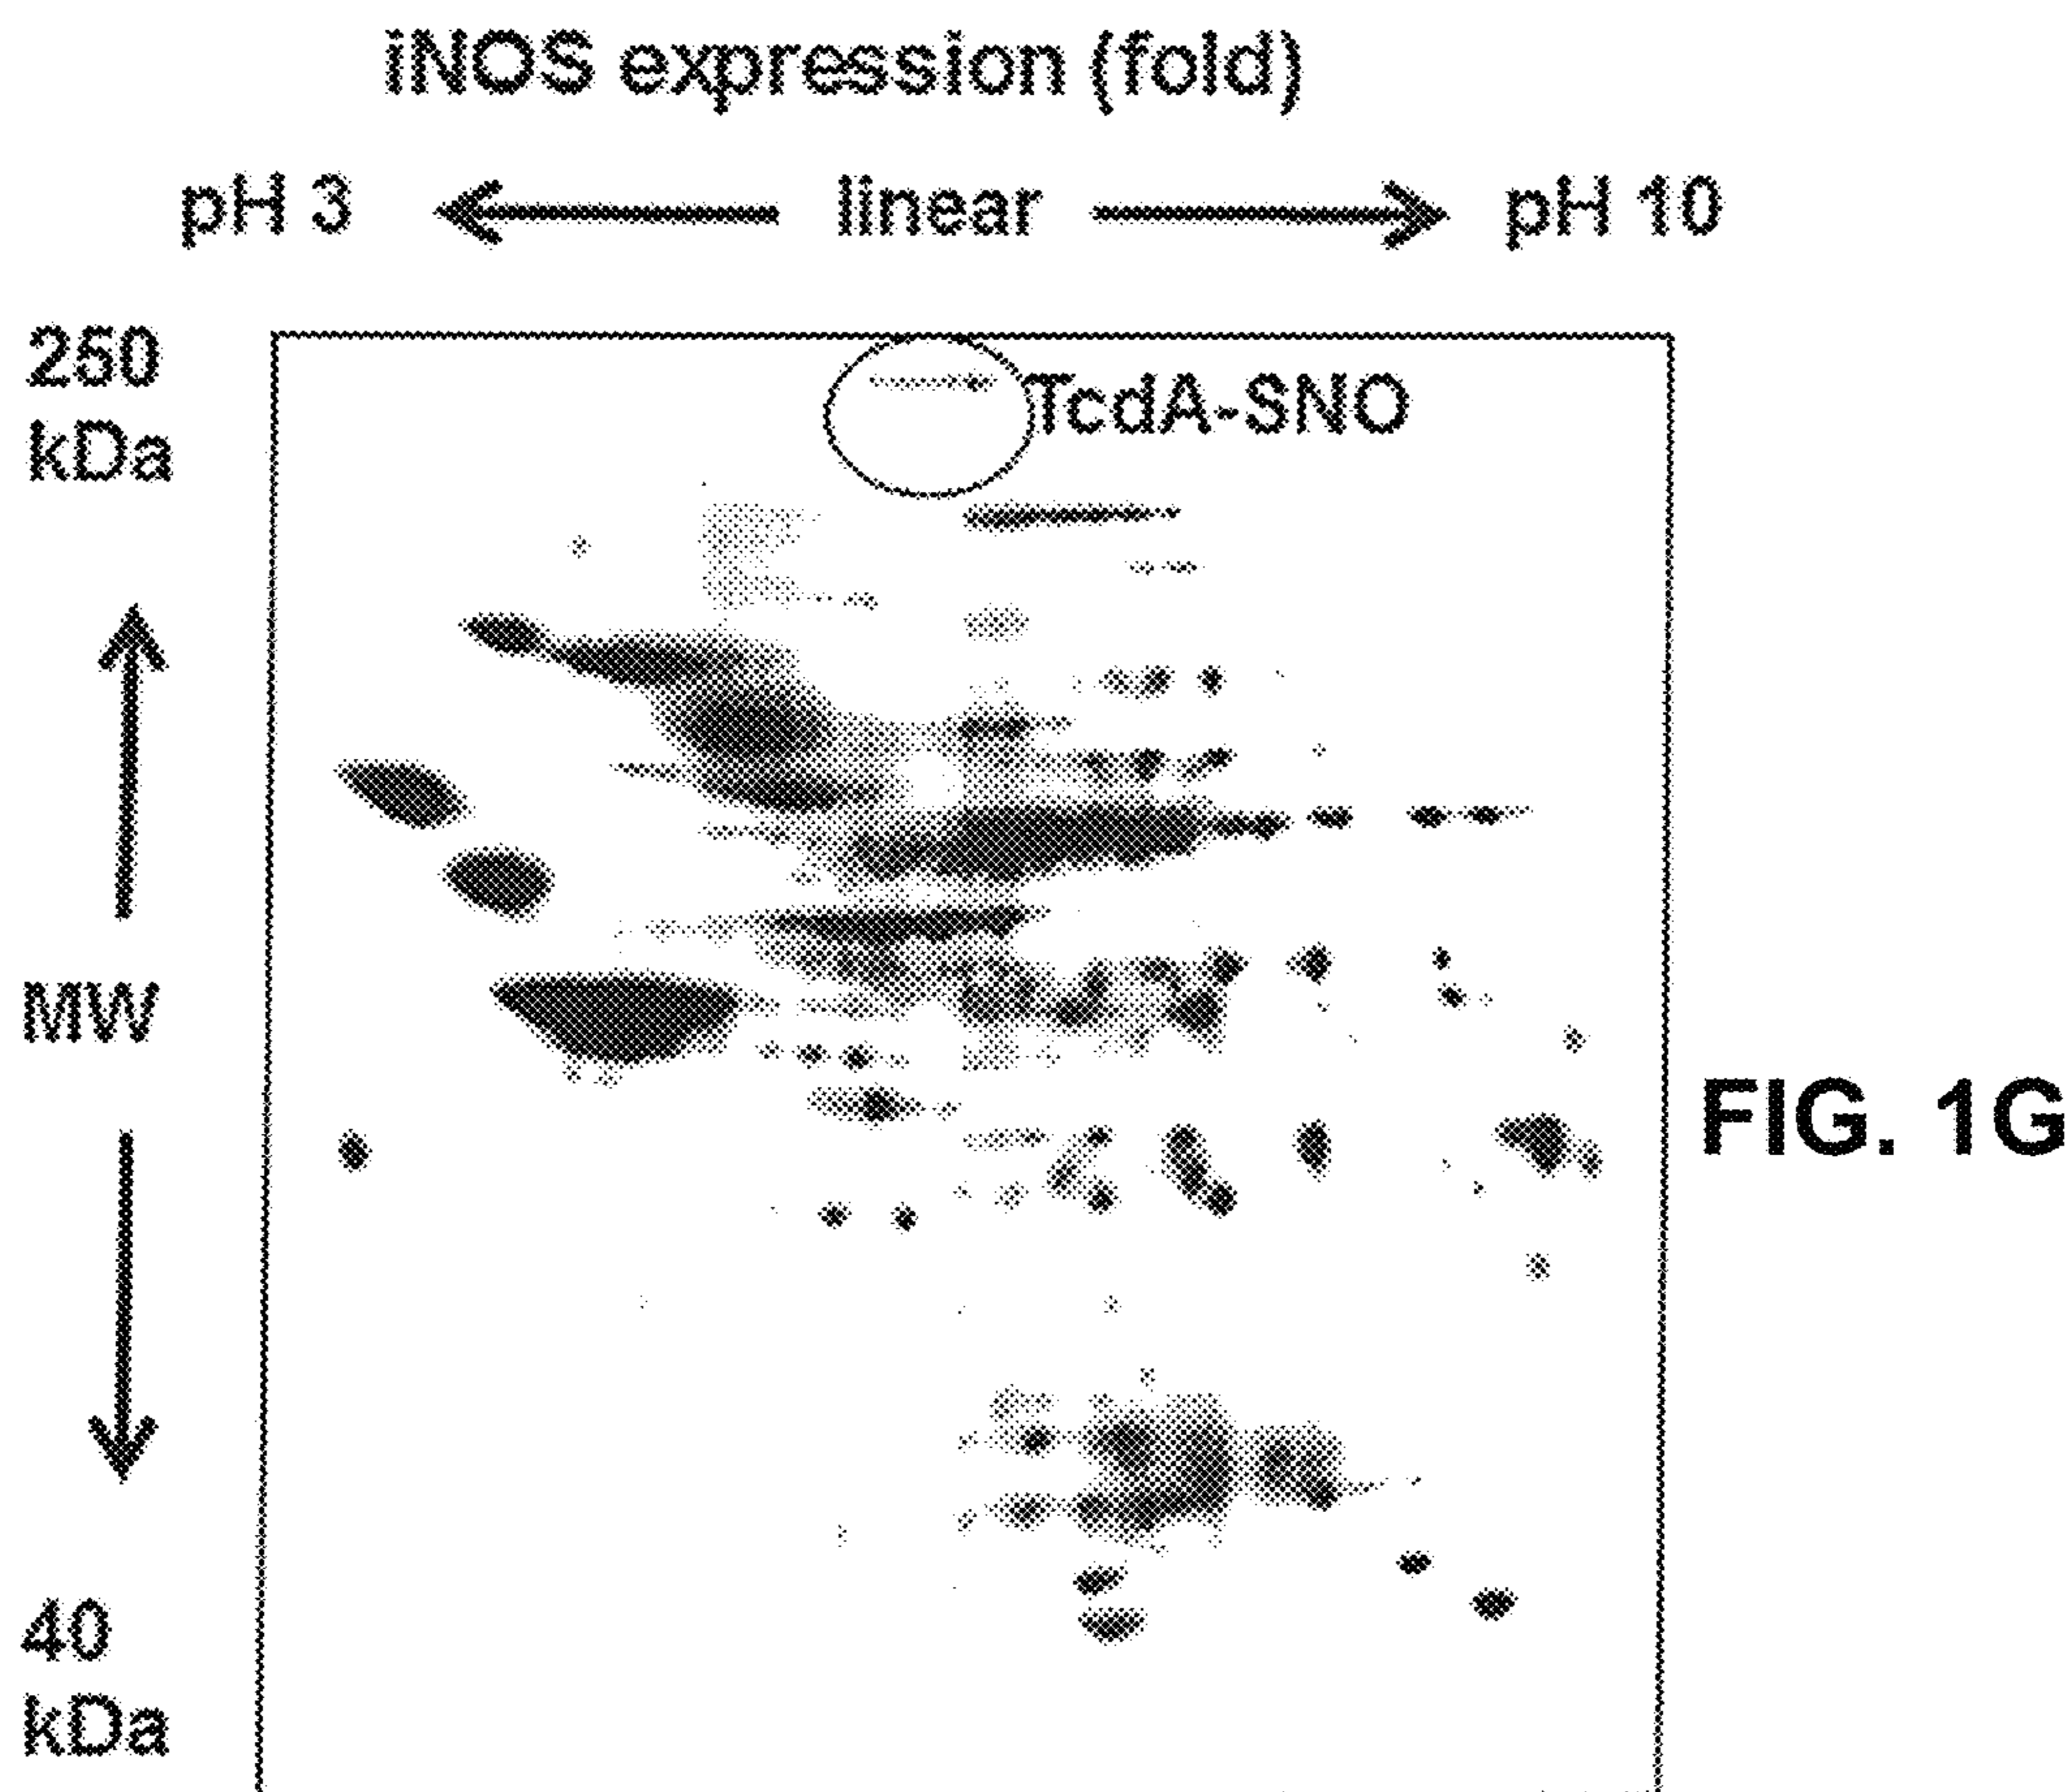 iNOS expression (fold)
pH 3 linear pH 10
250
kDa
TcdA-SNO
MW
FIG. 1G
40
kDa